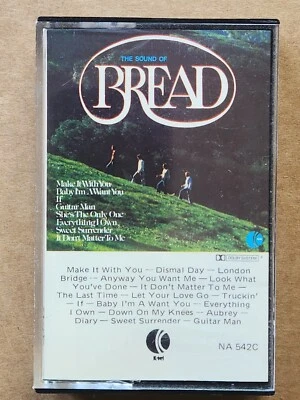 THE SOUND OF
BREAD
Make It With You
Baby I'm A Want You
If
Guitar Man
She's The Only One
Everything I Own
Sweet Surrender
It Don't Matter To Me
DOLBY SYSTEM
Make It With You — Dismal Day — London
Bridge — Anyway You Want Me — Look What
You've Done — It Don't Matter To Me —
The Last Time — Let Your Love Go — Truckin'
— If — Baby I'm A Want You — Everything
I Own — Down On My Knees — Aubrey —
Diary — Sweet Surrender — Guitar Man
K
K-tel
NA 542C